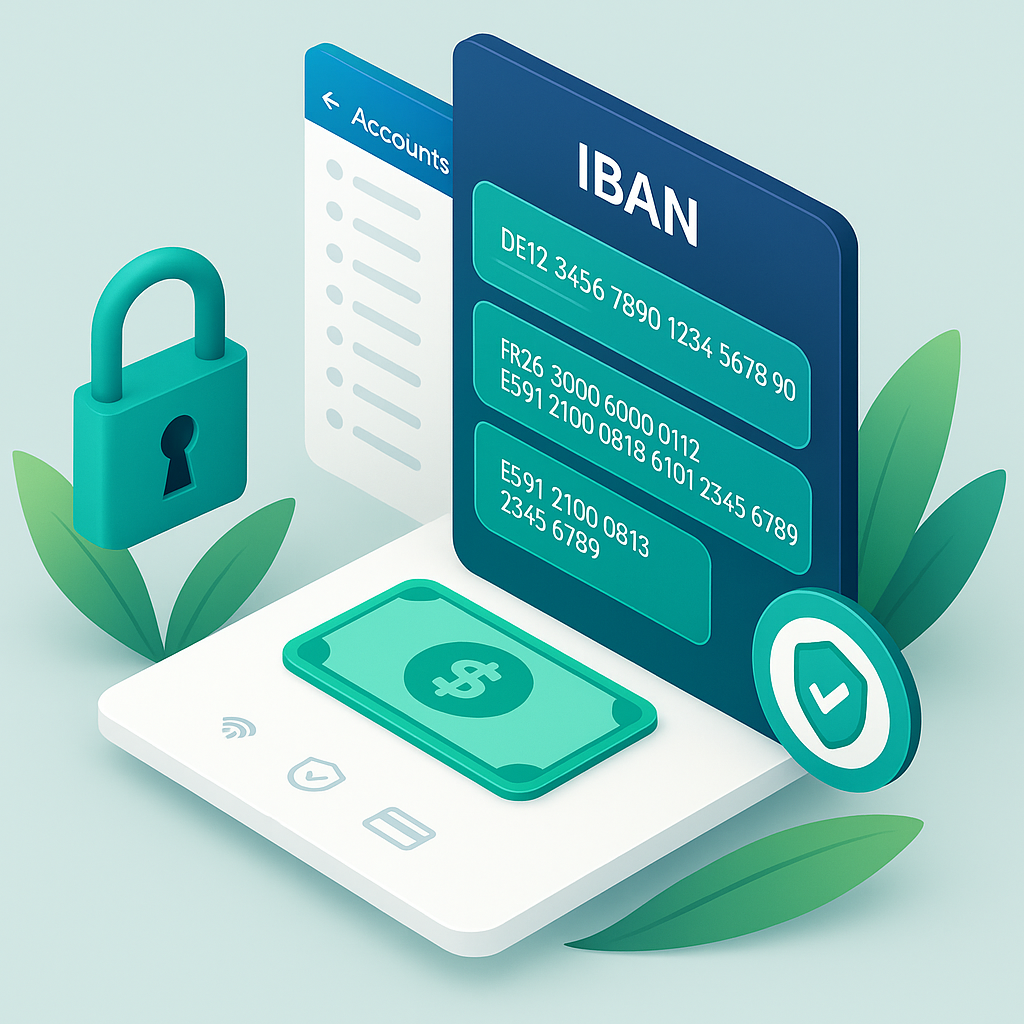 Accounts
IBAN
DE12 3456 7890 1234 5678 90
FR26 3000 6000 0112
E591 2100 0818 6101 2345 6789
E591 2100 0813
2345 6789
$